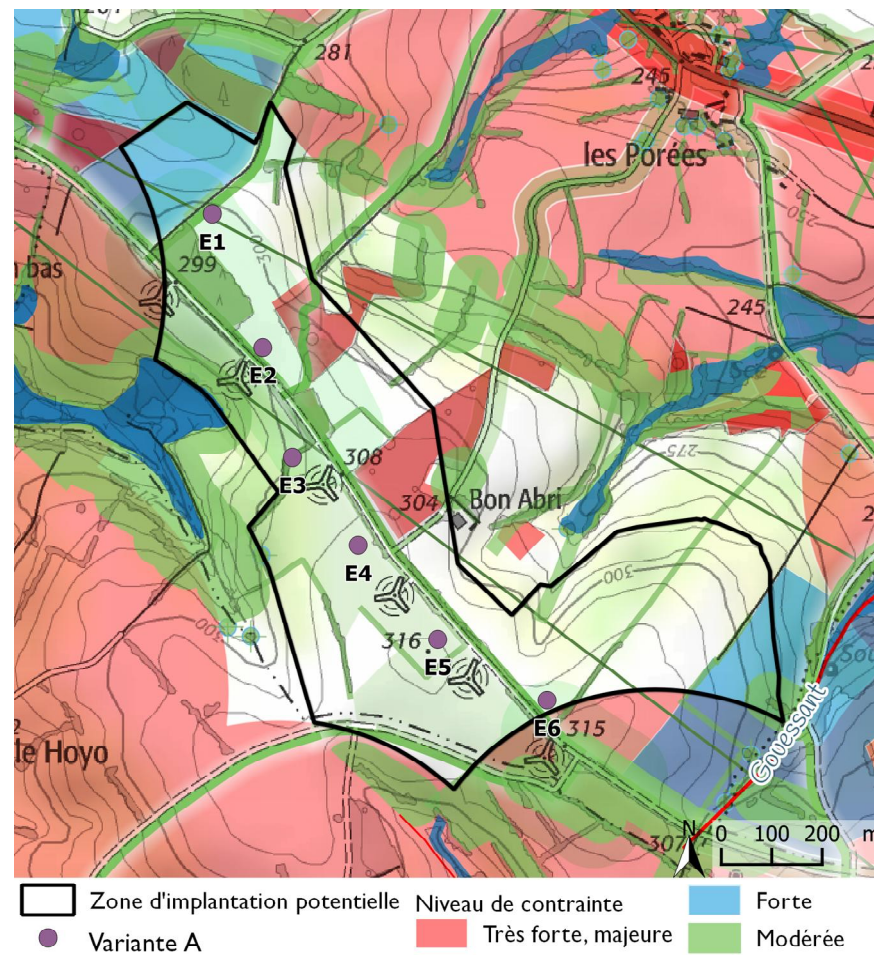 281
245
les Porées
250
E1
299
n bas
300
245
E2
275
308
E3
304
Bon Abri
E4
300
316
E5
300
E6
315
le Hoyo
Gouessant
307
N
0 100 200 m
Zone d'implantation potentielle
Niveau de contrainte
Forte
Variante A
Très forte, majeure
Modérée